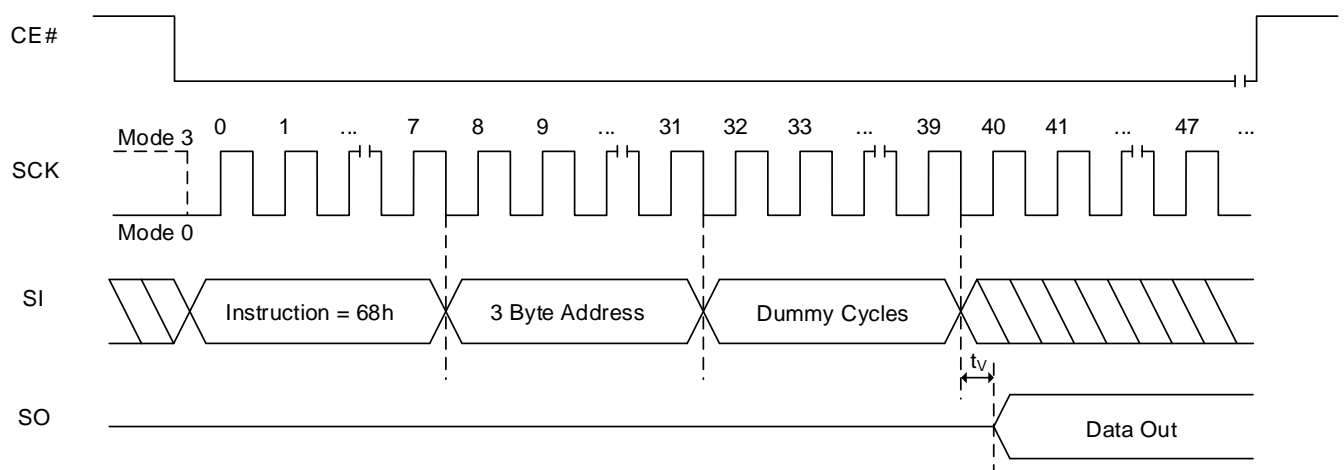 CE#
0 1 ... 7 8 9 ... 31 32 33 ... 39 40 41 ... 47 ...
Mode 3
SCK
Mode 0
SI
Instruction = 68h 3 Byte Address Dummy Cycles
tV
SO
Data Out